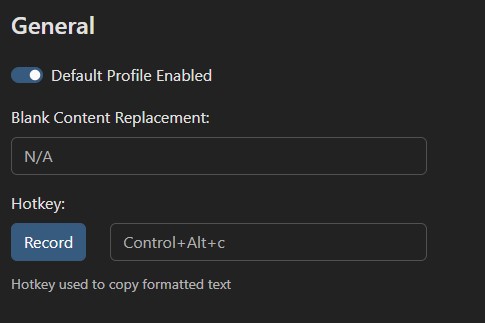 General
Default Profile Enabled
Blank Content Replacement:
N/A
Hotkey:
Record
Control+Alt+c
Hotkey used to copy formatted text